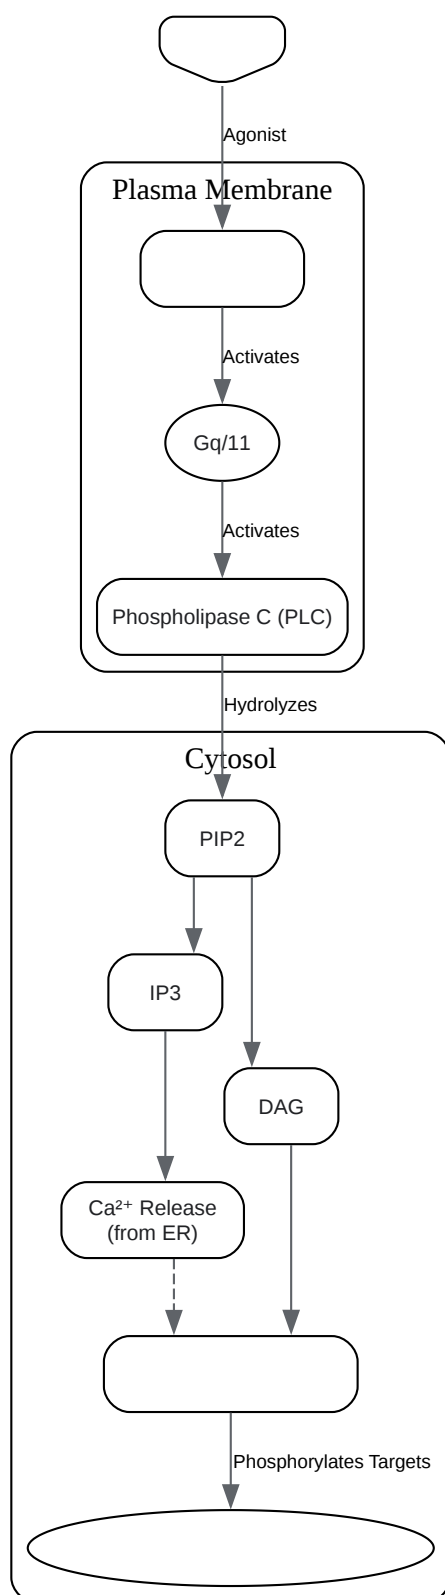 Agonist
Plasma Membrane
Activates
Gq/11
Activates
Phospholipase C (PLC)
Hydrolyzes
Cytosol
PIP2
IP3
DAG
Ca²⁺ Release
(from ER)
Phosphorylates Targets